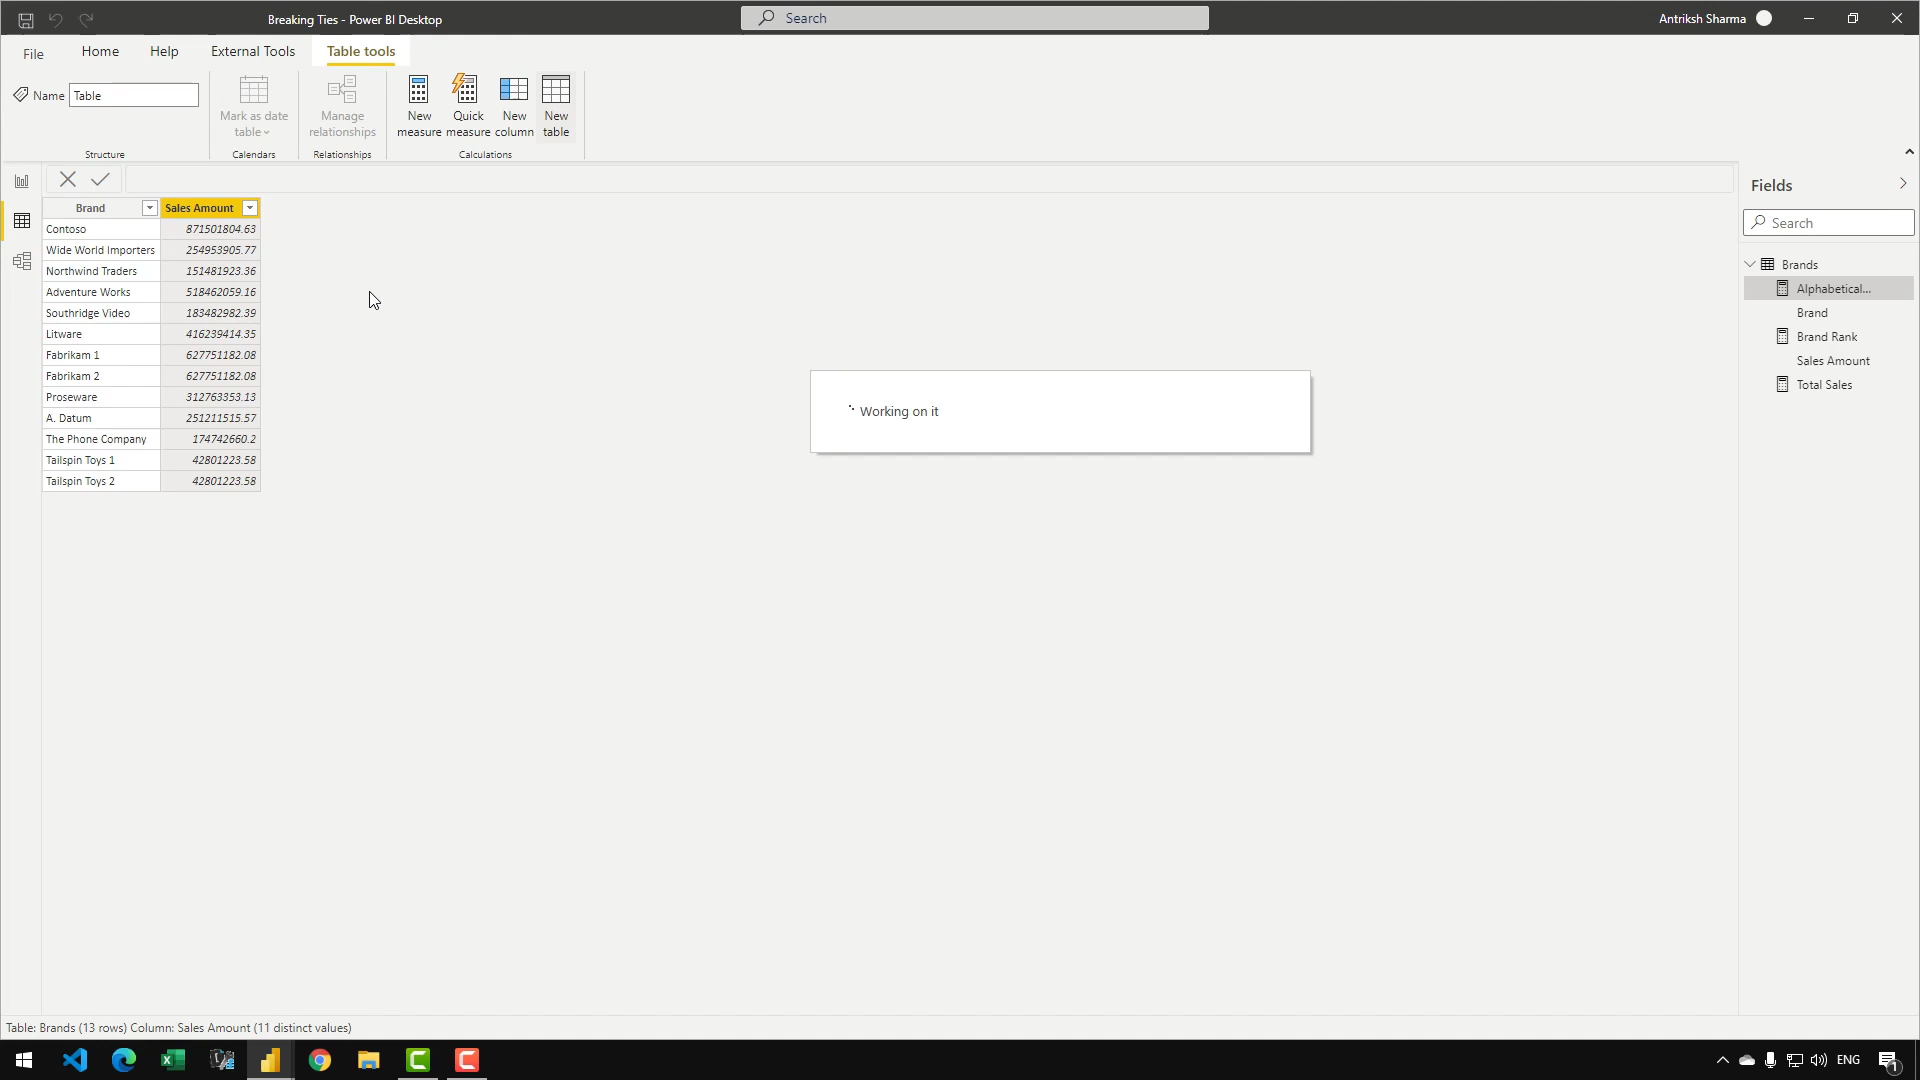 Breaking Ties - Power BI Desktop
Search
Antriksh Sharma
File
Home
Help
External Tools
Table tools
Name
Table
Mark as date
table
Manage
relationships
New
measure
Quick
measure
New
column
New
table
Structure
Calendars
Relationships
Calculations
Brand
Sales Amount
Contoso 871501804.63
Wide World Importers 254953905.77
Northwind Traders 151481923.36
Adventure Works 518462059.16
Southridge Video 183482982.39
Litware 416239414.35
Fabrikam 1 627751182.08
Fabrikam 2 627751182.08
Proseware 312763353.13
A. Datum 251211515.57
The Phone Company 174742660.2
Tailspin Toys 1 42801223.58
Tailspin Toys 2 42801223.58
Working on it
Fields
Search
Brands
Alphabetical...
Brand
Brand Rank
Sales Amount
Total Sales
Table: Brands (13 rows) Column: Sales Amount (11 distinct values)
ENG
1